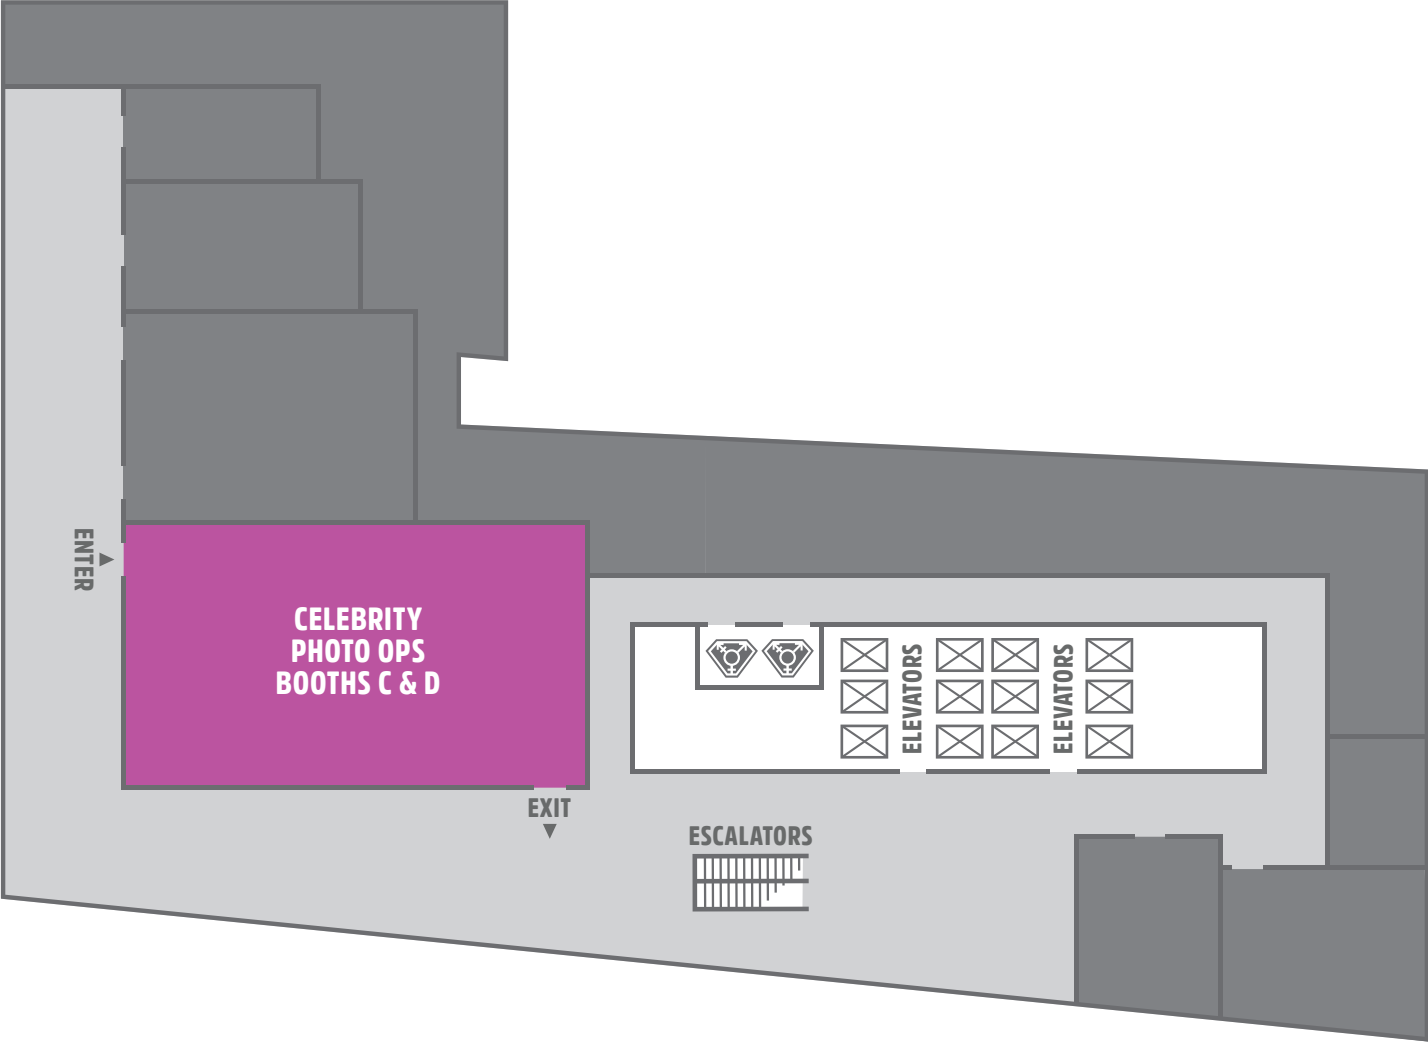 ENTER
CELEBRITY
PHOTO OPS
BOOTHS C & D
EXIT
ELEVATORS
ELEVATORS
ESCALATORS